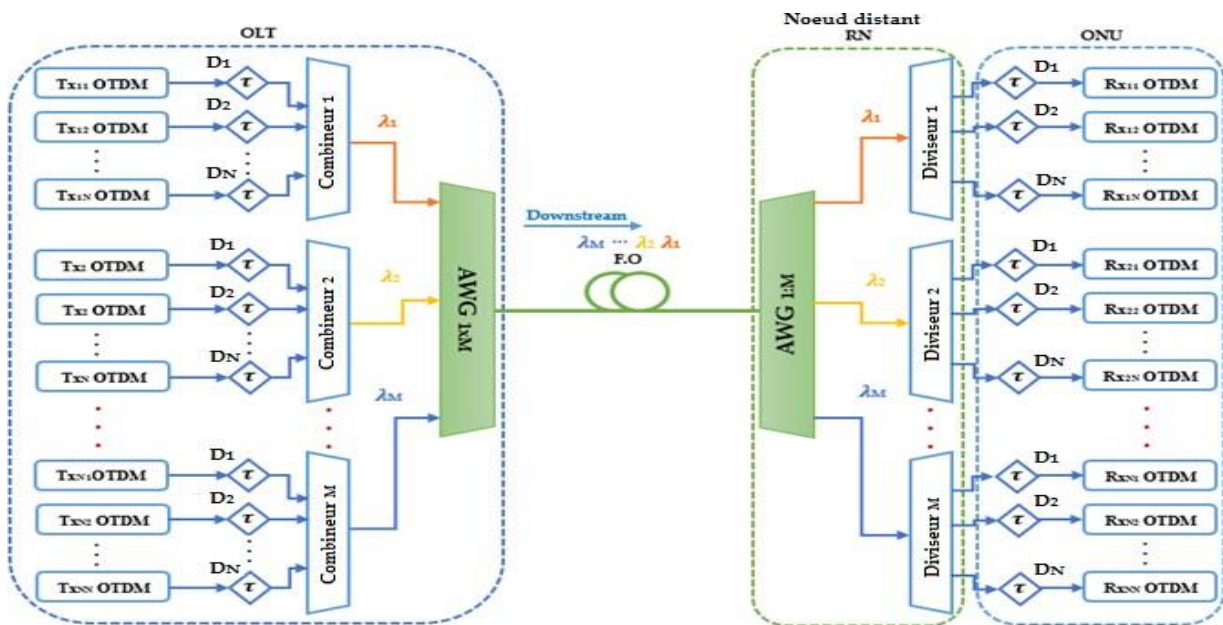 OLT
Tx11 OTDM
D1
τ
Tx12 OTDM
D2
τ
Tx1N OTDM
DN
τ
Combineur 1
λ1
Tx2 OTDM
D1
τ
Tx2 OTDM
D2
τ
TxN OTDM
DN
τ
Combineur 2
λ2
TxN1OTDM
D1
τ
TxN2 OTDM
D2
τ
TxNN OTDM
DN
τ
Combineur M
λM
AWG 1xM
Downstream
λM ... λ2 λ1
F.O
Noeud distant
RN
AWG 1:M
λ1
Diviseur 1
λ2
Diviseur 2
λM
Diviseur M
ONU
τ
D1
Rx11 OTDM
τ
D2
Rx12 OTDM
τ
DN
Rx1N OTDM
τ
D1
Rx21 OTDM
τ
D2
Rx22 OTDM
τ
DN
Rx2N OTDM
τ
D1
RxN1 OTDM
τ
D2
RxN2 OTDM
τ
DN
RxNN OTDM